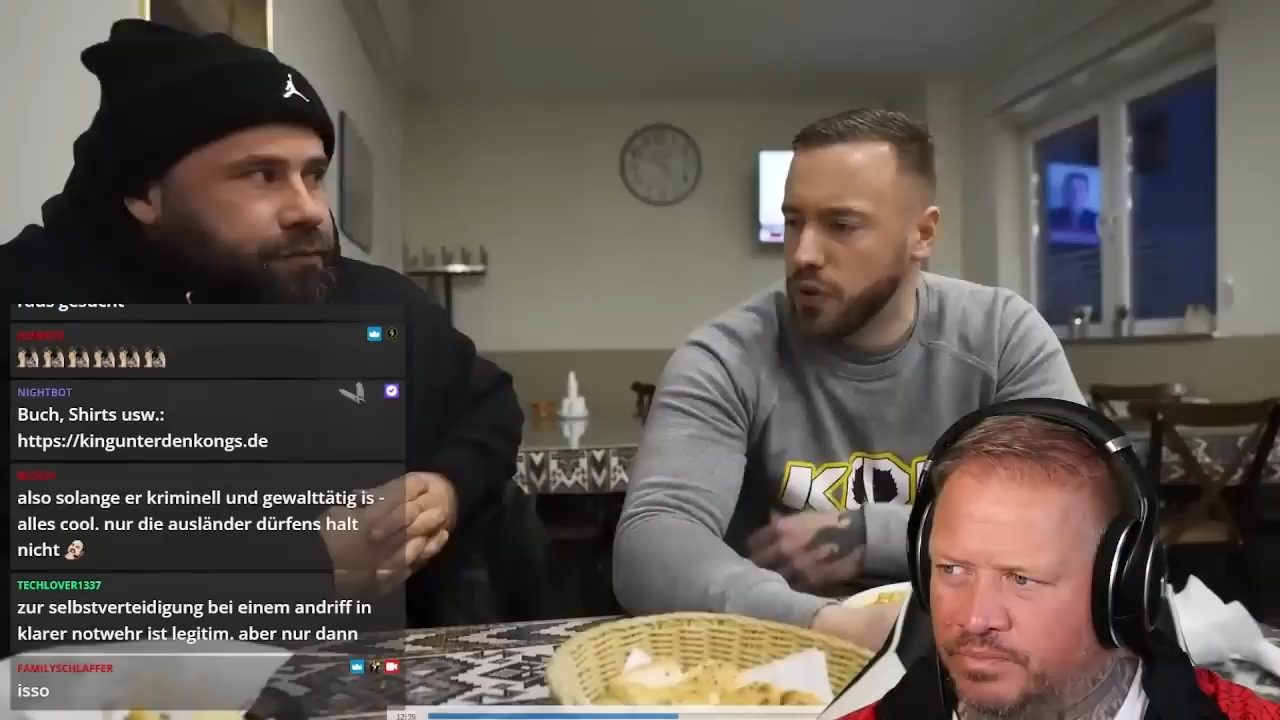 NIGHTBOT
Buch, Shirts usw.:
https://kingunterdenkongs.de
also solange er kriminell und gewalttätig is -
alles cool. nur die ausländer dürfens halt
nicht
TECHLOVER1337
zur selbstverteidigung bei einem andriff in
klarer notwehr ist legitim. aber nur dann
FAMILYSCHLAFFER
isso
12:39